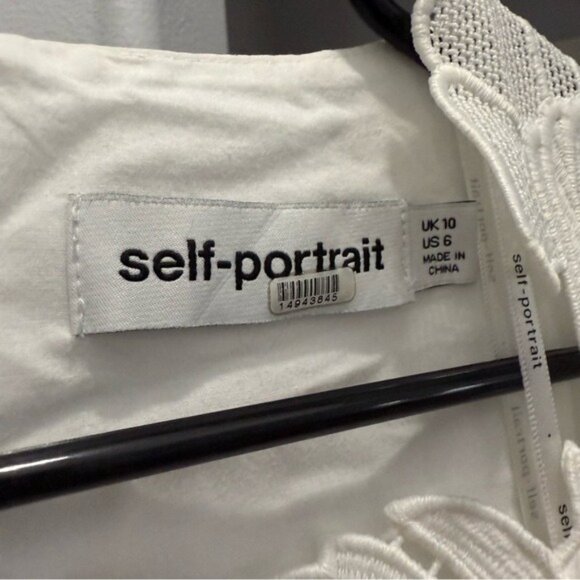 self-portrait
14943845
UK 10
US 6
MADE IN
CHINA
self-portrait
self